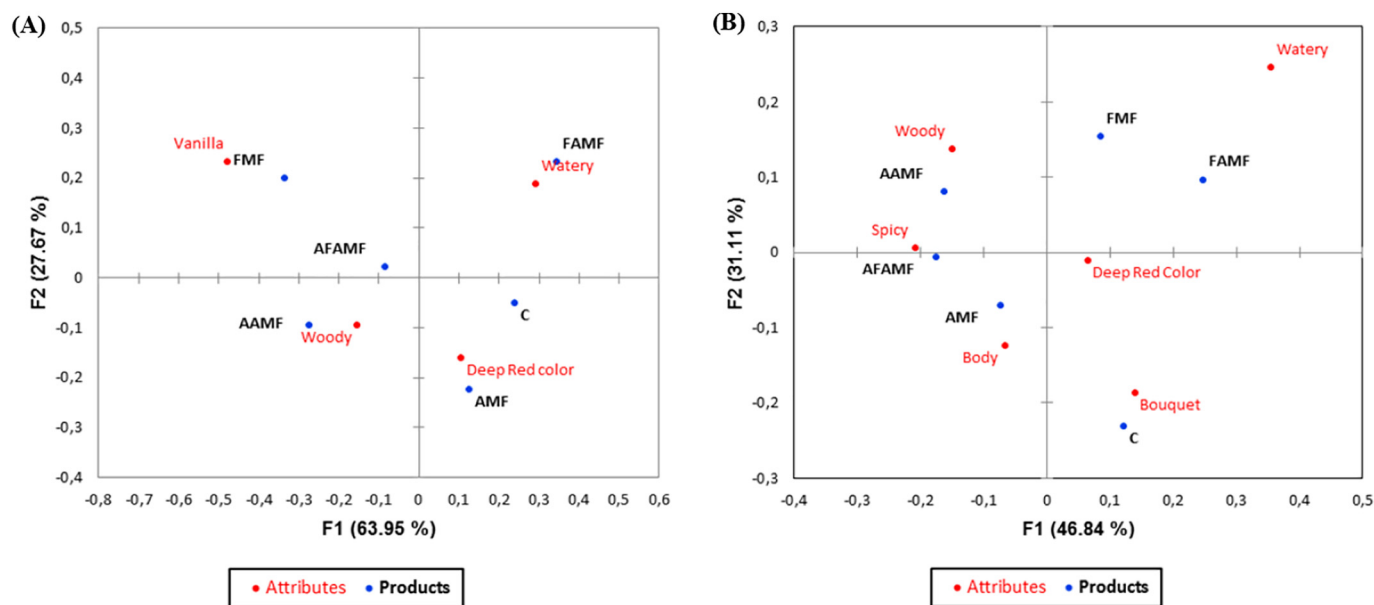 (A)
0,5
0,4
0,3
0,2
0,1
0
-0,1
-0,2
-0,3
-0,4
F2 (27.67 %)
Vanilla
FMF
FAMF
Watery
AFAMF
C
AAMF
Woody
Deep Red color
AMF
-0,8 -0,7 -0,6 -0,5 -0,4 -0,3 -0,2 -0,1 0 0,1 0,2 0,3 0,4 0,5 0,6
F1 (63.95 %)
Attributes Products
(B)
0,3
0,2
0,1
0
-0,1
-0,2
-0,3
F2 (31.11 %)
Watery
Woody
FMF
AAMF
FAMF
Spicy
AFAMF
Deep Red Color
AMF
Body
Bouquet
C
-0,4 -0,3 -0,2 -0,1 0 0,1 0,2 0,3 0,4 0,5
F1 (46.84 %)
Attributes Products